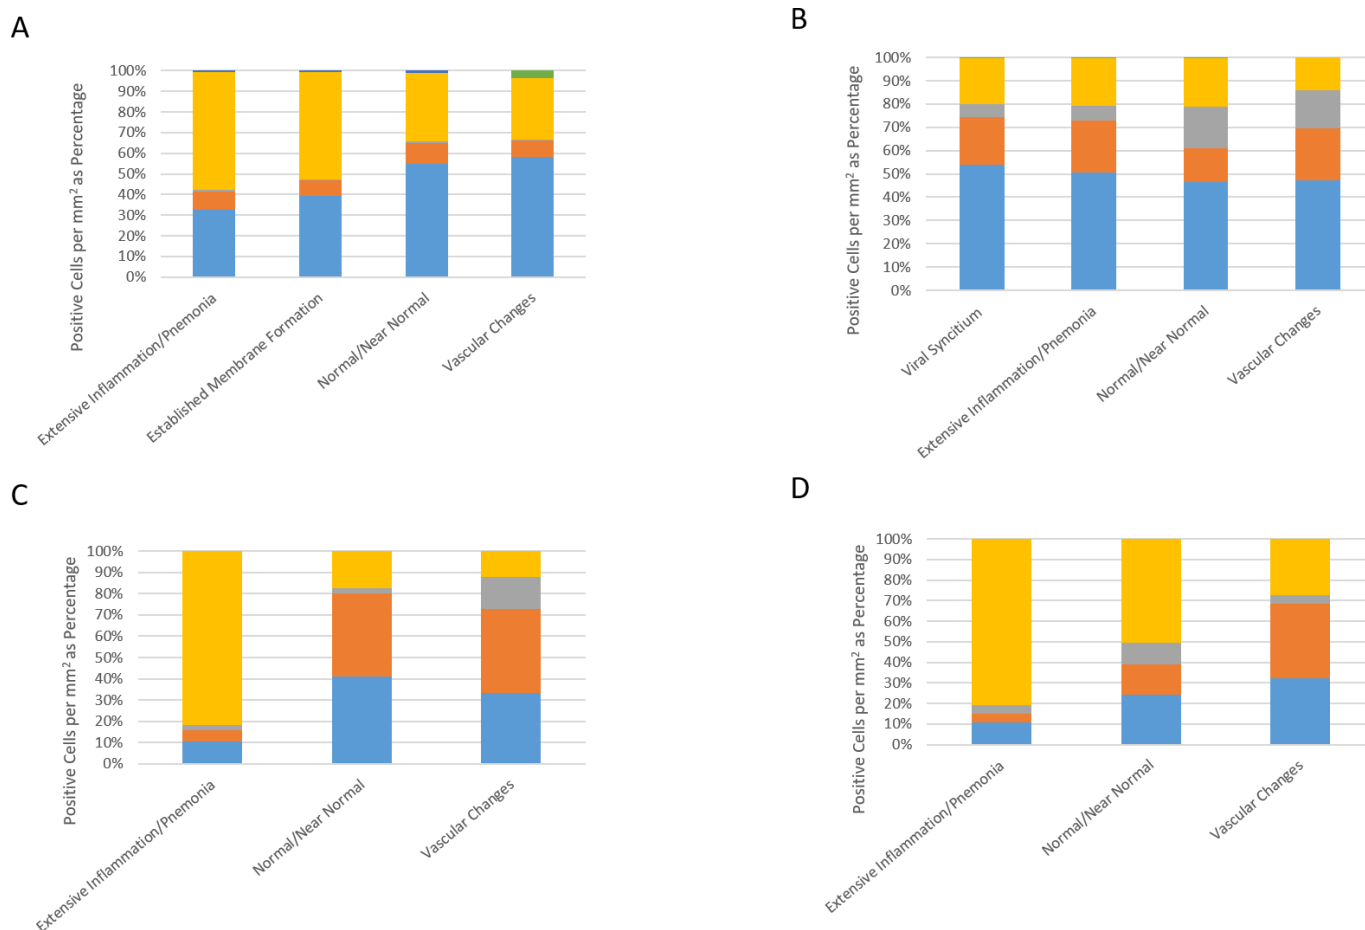 A
Positive Cells per mm² as Percentage
100%
90%
80%
70%
60%
50%
40%
30%
20%
10%
0%
Extensive Inflammation/Pnemonia
Established Membrane Formation
Normal/Near Normal
Vascular Changes
B
Positive Cells per mm² as Percentage
100%
90%
80%
70%
60%
50%
40%
30%
20%
10%
0%
Viral Syncitium
Extensive Inflammation/Pnemonia
Normal/Near Normal
Vascular Changes
C
Positive Cells per mm² as Percentage
100%
90%
80%
70%
60%
50%
40%
30%
20%
10%
0%
Extensive Inflammation/Pnemonia
Normal/Near Normal
Vascular Changes
D
Positive Cells per mm² as Percentage
100%
90%
80%
70%
60%
50%
40%
30%
20%
10%
0%
Extensive Inflammation/Pnemonia
Normal/Near Normal
Vascular Changes